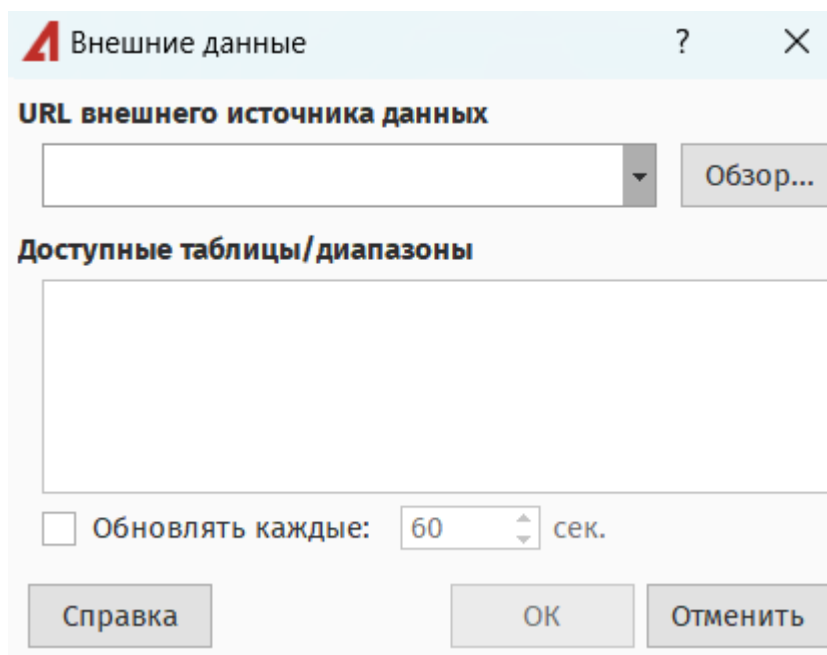 Внешние данные ? ×
URL внешнего источника данных
Обзор...
Доступные таблицы/диапазоны
Обновлять каждые: 60 сек.
Справка ОК Отменить